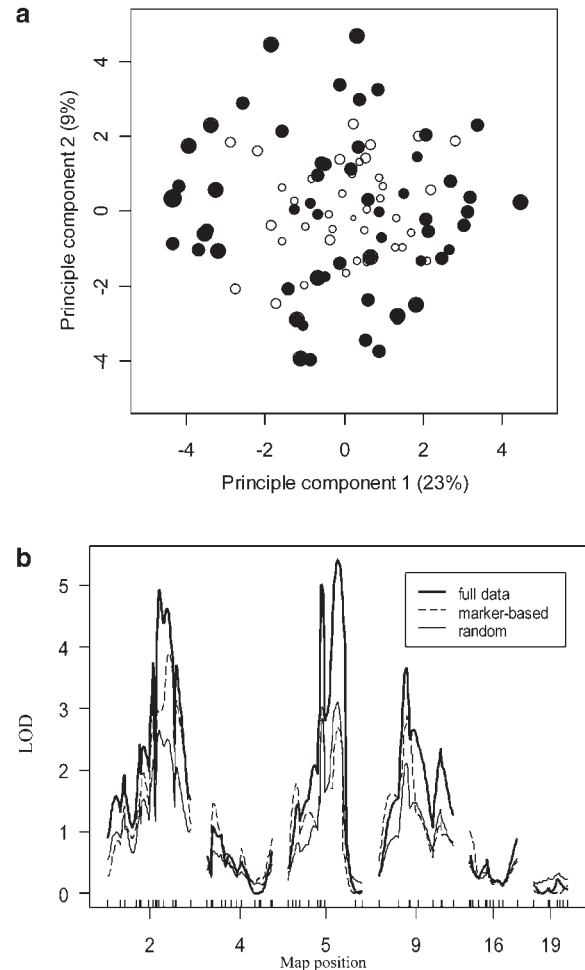 a
4
2
0
-2
-4
Principle component 2 (9%)
-4 -2 0 2 4
Principle component 1 (23%)
b
5
4
3
2
1
0
LOD
full data
marker-based
random
2 4 5 9 16 19
Map position